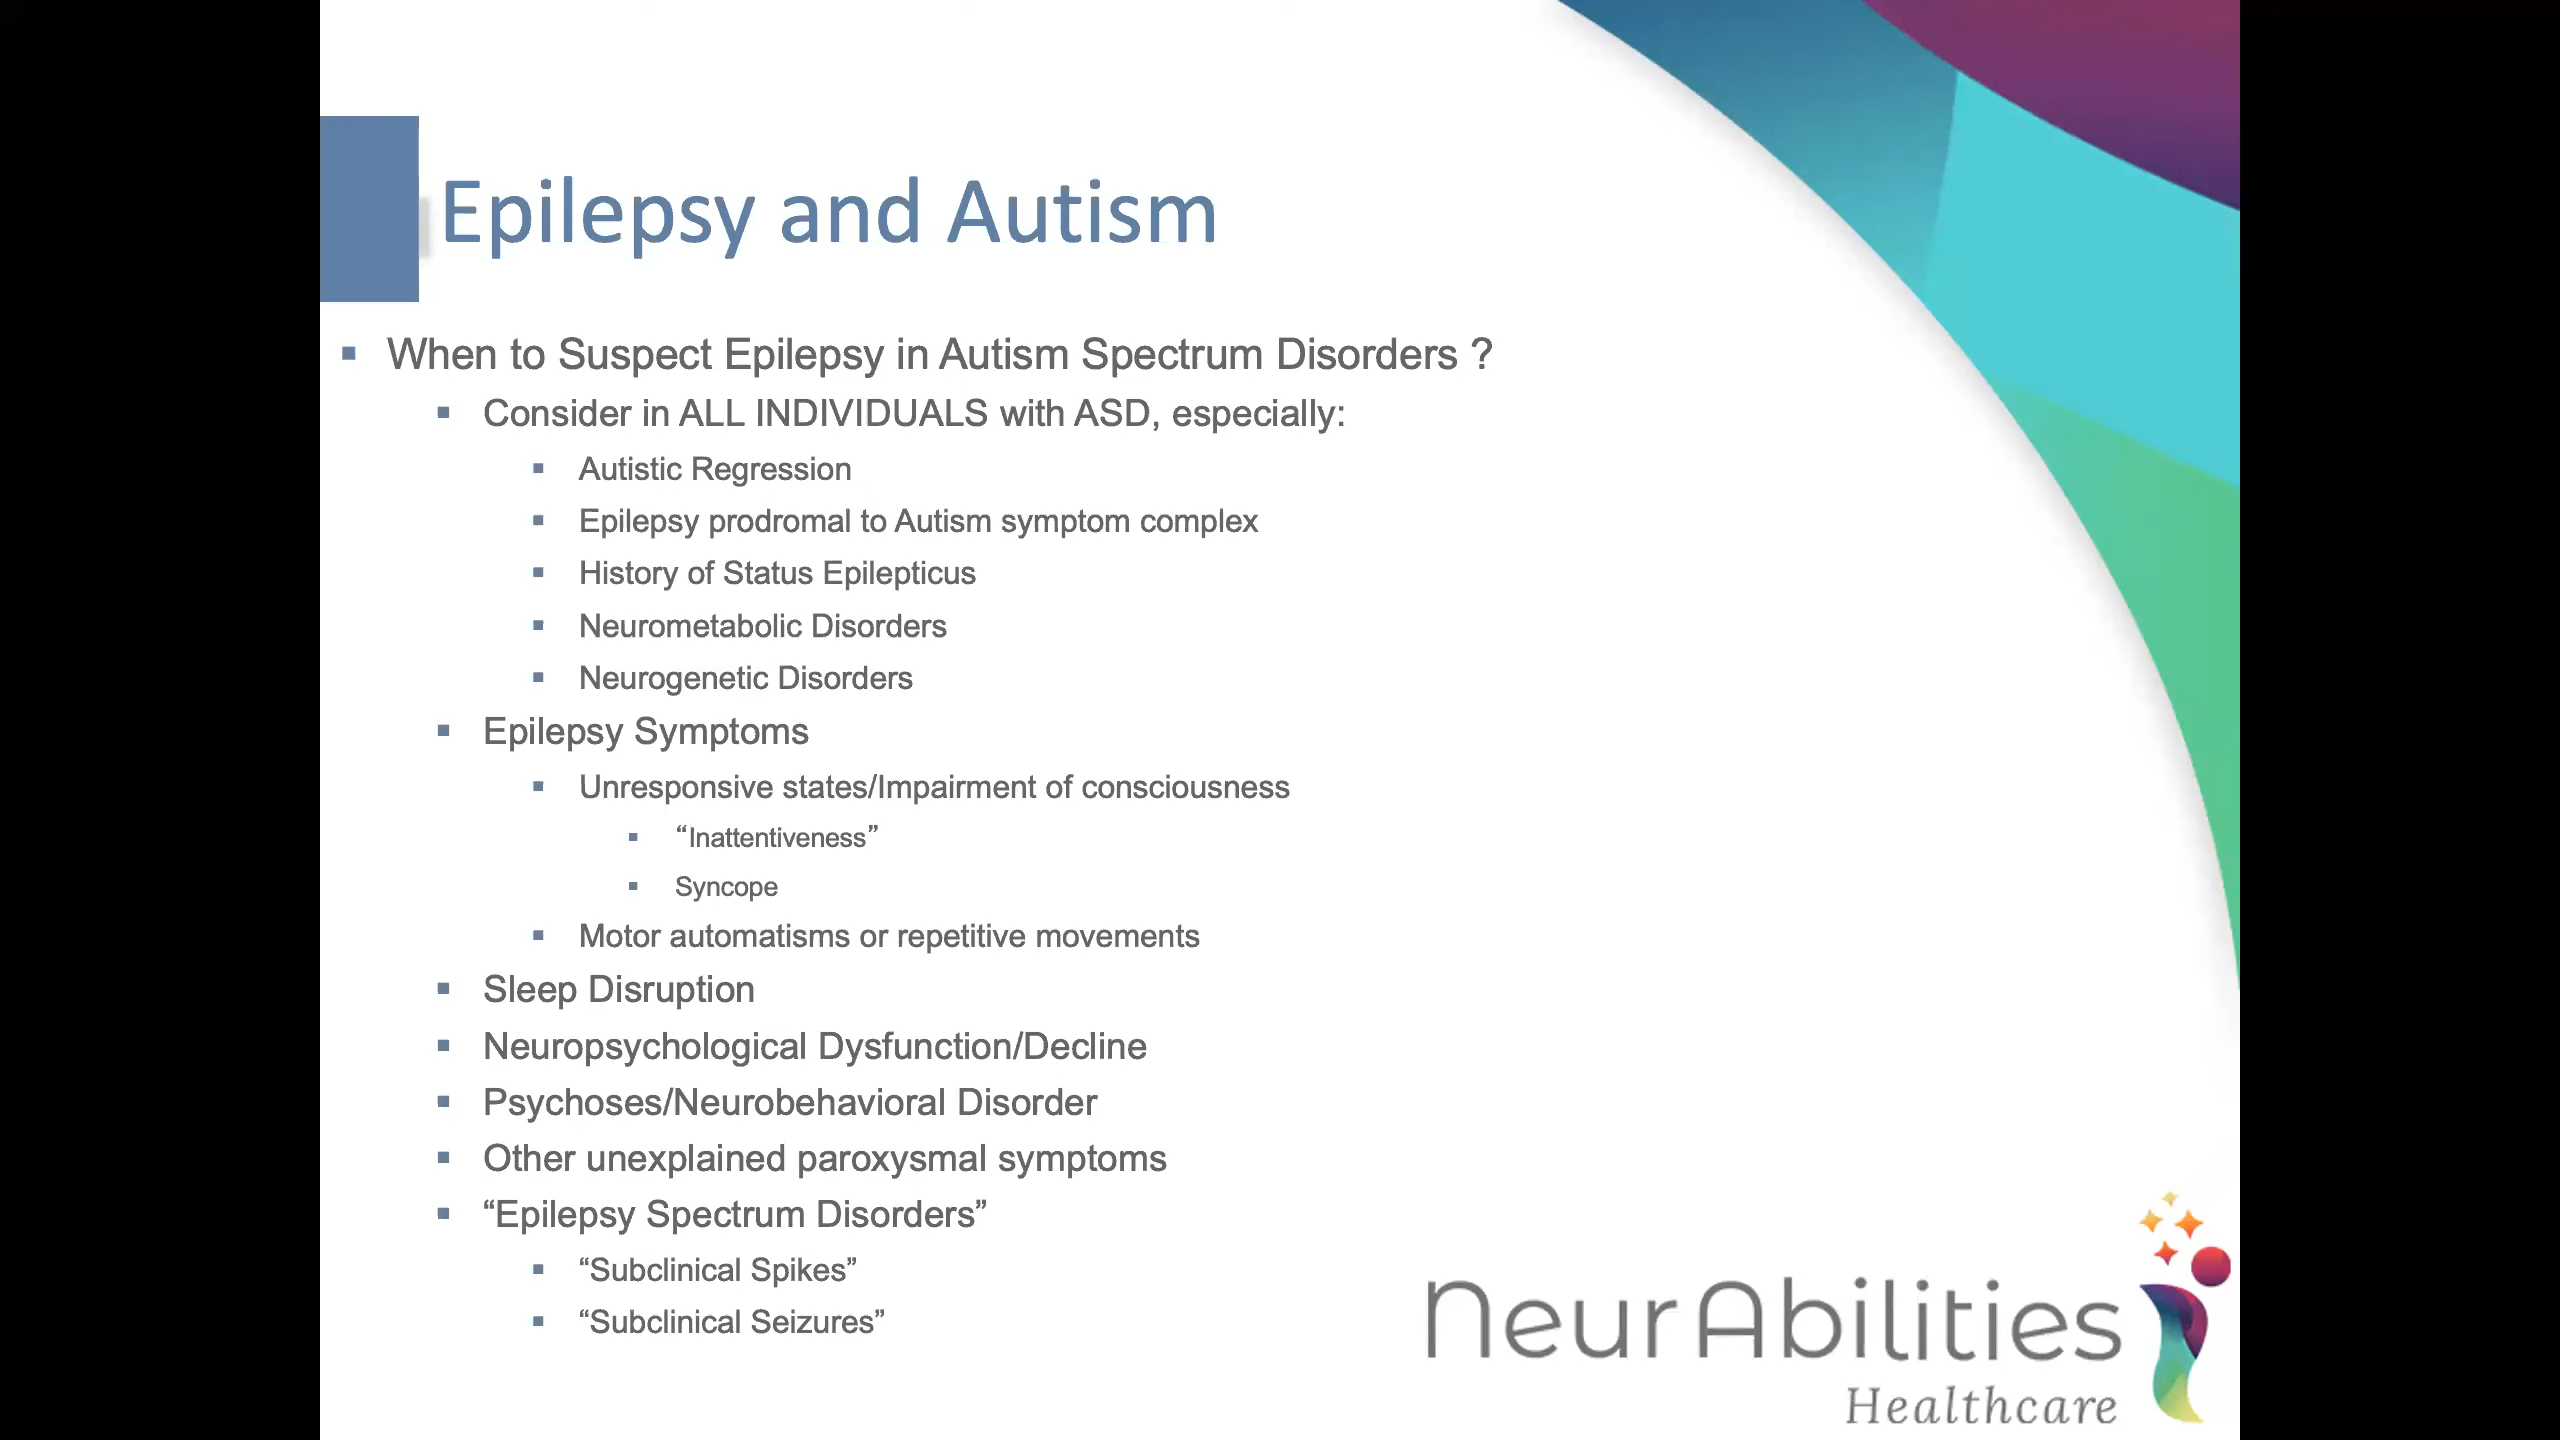 Epilepsy and Autism
When to Suspect Epilepsy in Autism Spectrum Disorders ?
Consider in ALL INDIVIDUALS with ASD, especially:
Autistic Regression
Epilepsy prodromal to Autism symptom complex
History of Status Epilepticus
Neurometabolic Disorders
Neurogenetic Disorders
Epilepsy Symptoms
Unresponsive states/Impairment of consciousness
“Inattentiveness”
Syncope
Motor automatisms or repetitive movements
Sleep Disruption
Neuropsychological Dysfunction/Decline
Psychoses/Neurobehavioral Disorder
Other unexplained paroxysmal symptoms
“Epilepsy Spectrum Disorders”
“Subclinical Spikes”
“Subclinical Seizures”
NeurAbilities
Healthcare